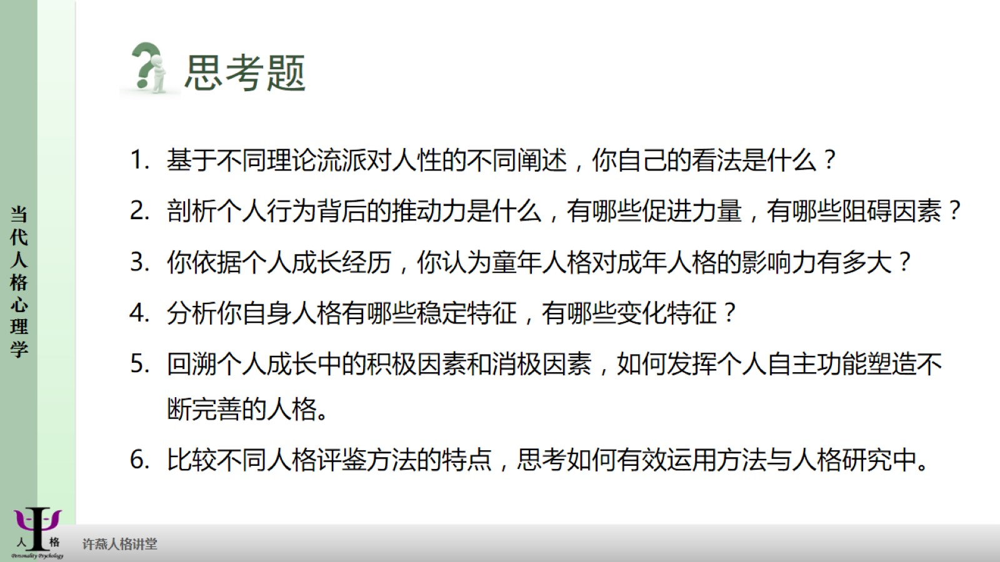 思考题
1. 基于不同理论流派对人性的不同阐述，你自己的看法是什么？
2. 剖析个人行为背后的推动力是什么，有哪些促进力量，有哪些阻碍因素？
3. 你依据个人成长经历，你认为童年人格对成年人格的影响力有多大？
4. 分析你自身人格有哪些稳定特征，有哪些变化特征？
5. 回溯个人成长中的积极因素和消极因素，如何发挥个人自主功能塑造不
断完善的人格。
6. 比较不同人格评鉴方法的特点，思考如何有效运用方法与人格研究中。
当代人格心理学
人格
Personality Psychology
许燕人格讲堂